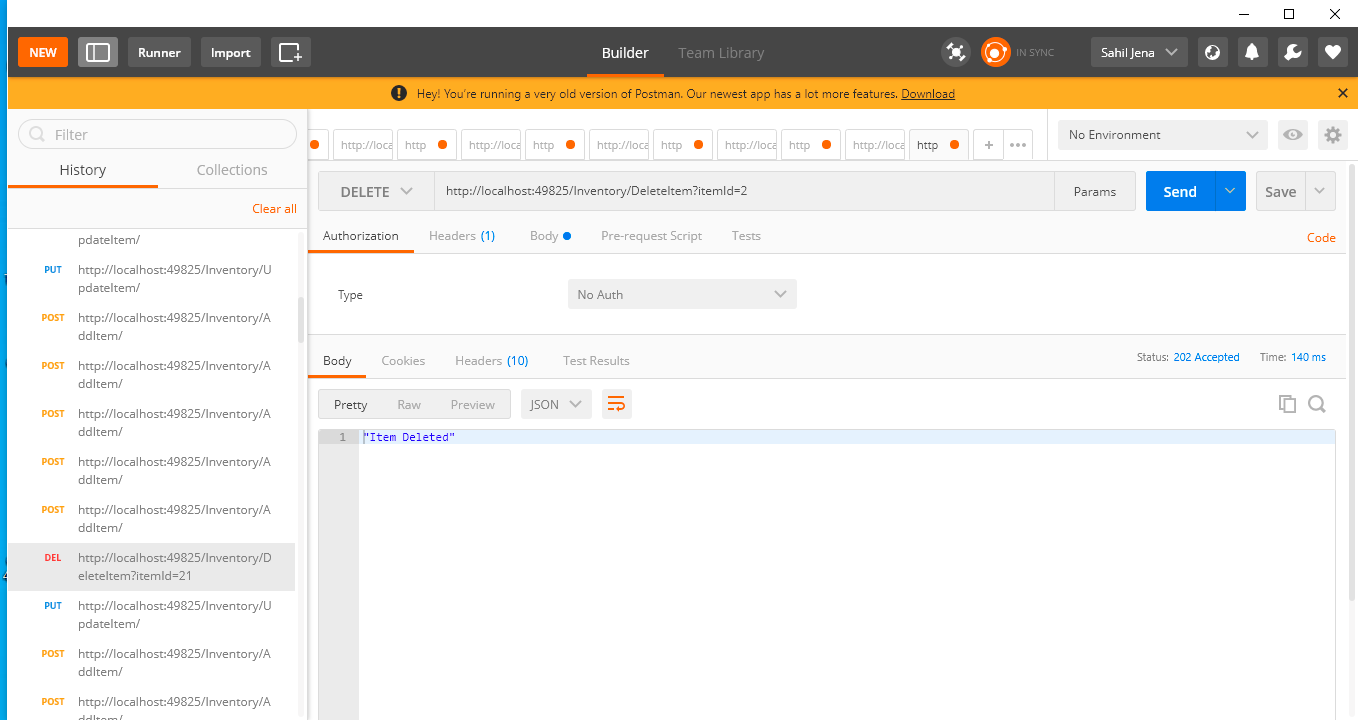 NEW Runner Import Builder Team Library IN SYNC Sahil Jena
! Hey! You're running a very old version of Postman. Our newest app has a lot more features. Download
Filter
History Collections
Clear all
pdateItem/
PUT http://localhost:49825/Inventory/U
pdateItem/
POST http://localhost:49825/Inventory/A
ddItem/
POST http://localhost:49825/Inventory/A
ddItem/
POST http://localhost:49825/Inventory/A
ddItem/
POST http://localhost:49825/Inventory/A
ddItem/
POST http://localhost:49825/Inventory/A
ddItem/
DEL http://localhost:49825/Inventory/D
eleteItem?itemId=21
PUT http://localhost:49825/Inventory/U
pdateItem/
POST http://localhost:49825/Inventory/A
ddItem/
POST http://localhost:49825/Inventory/A
ddItem/
http://loca http http://loca http http://loca http http://loca http http://loca http + ••• No Environment
DELETE http://localhost:49825/Inventory/DeleteItem?itemId=2 Params Send Save
Authorization Headers (1) Body Pre-request Script Tests Code
Type No Auth
Body Cookies Headers (10) Test Results Status: 202 Accepted Time: 140 ms
Pretty Raw Preview JSON
1 "Item Deleted"